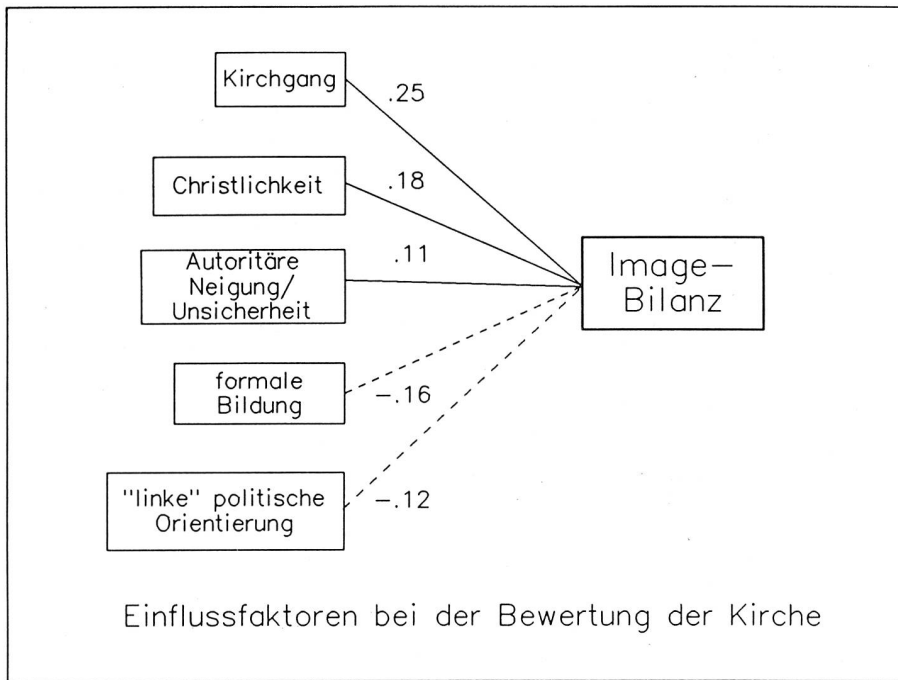 Kirchgang
.25
Christlichkeit
.18
Autoritäre
Neigung/
Unsicherheit
.11
Image–
Bilanz
formale
Bildung
–.16
"linke" politische
Orientierung
–.12
Einflussfaktoren bei der Bewertung der Kirche